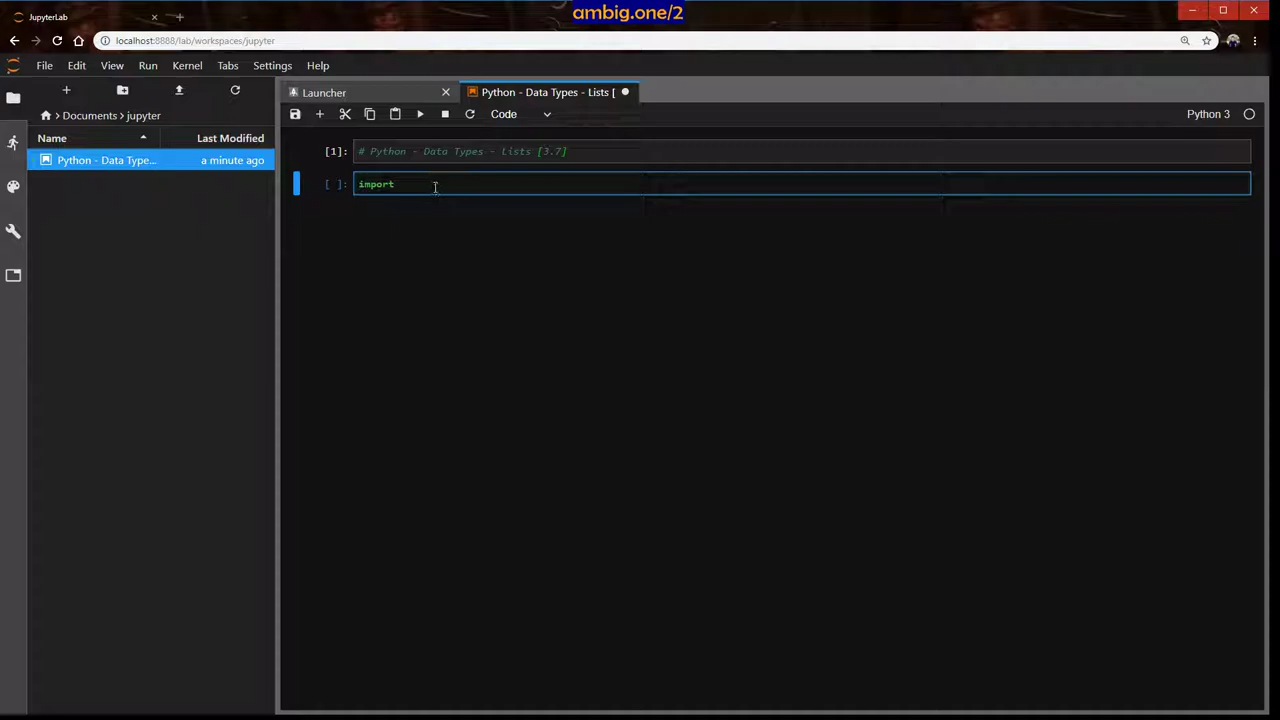 ambig.one/2
JupyterLab
localhost:8888/lab/workspaces/jupyter
File Edit View Run Kernel Tabs Settings Help
Launcher
Python - Data Types - Lists [
Code
Python 3
Documents jupyter
Name Last Modified
Python - Data Type... a minute ago
[1]: # Python - Data Types - Lists [3.7]
[ ]: import